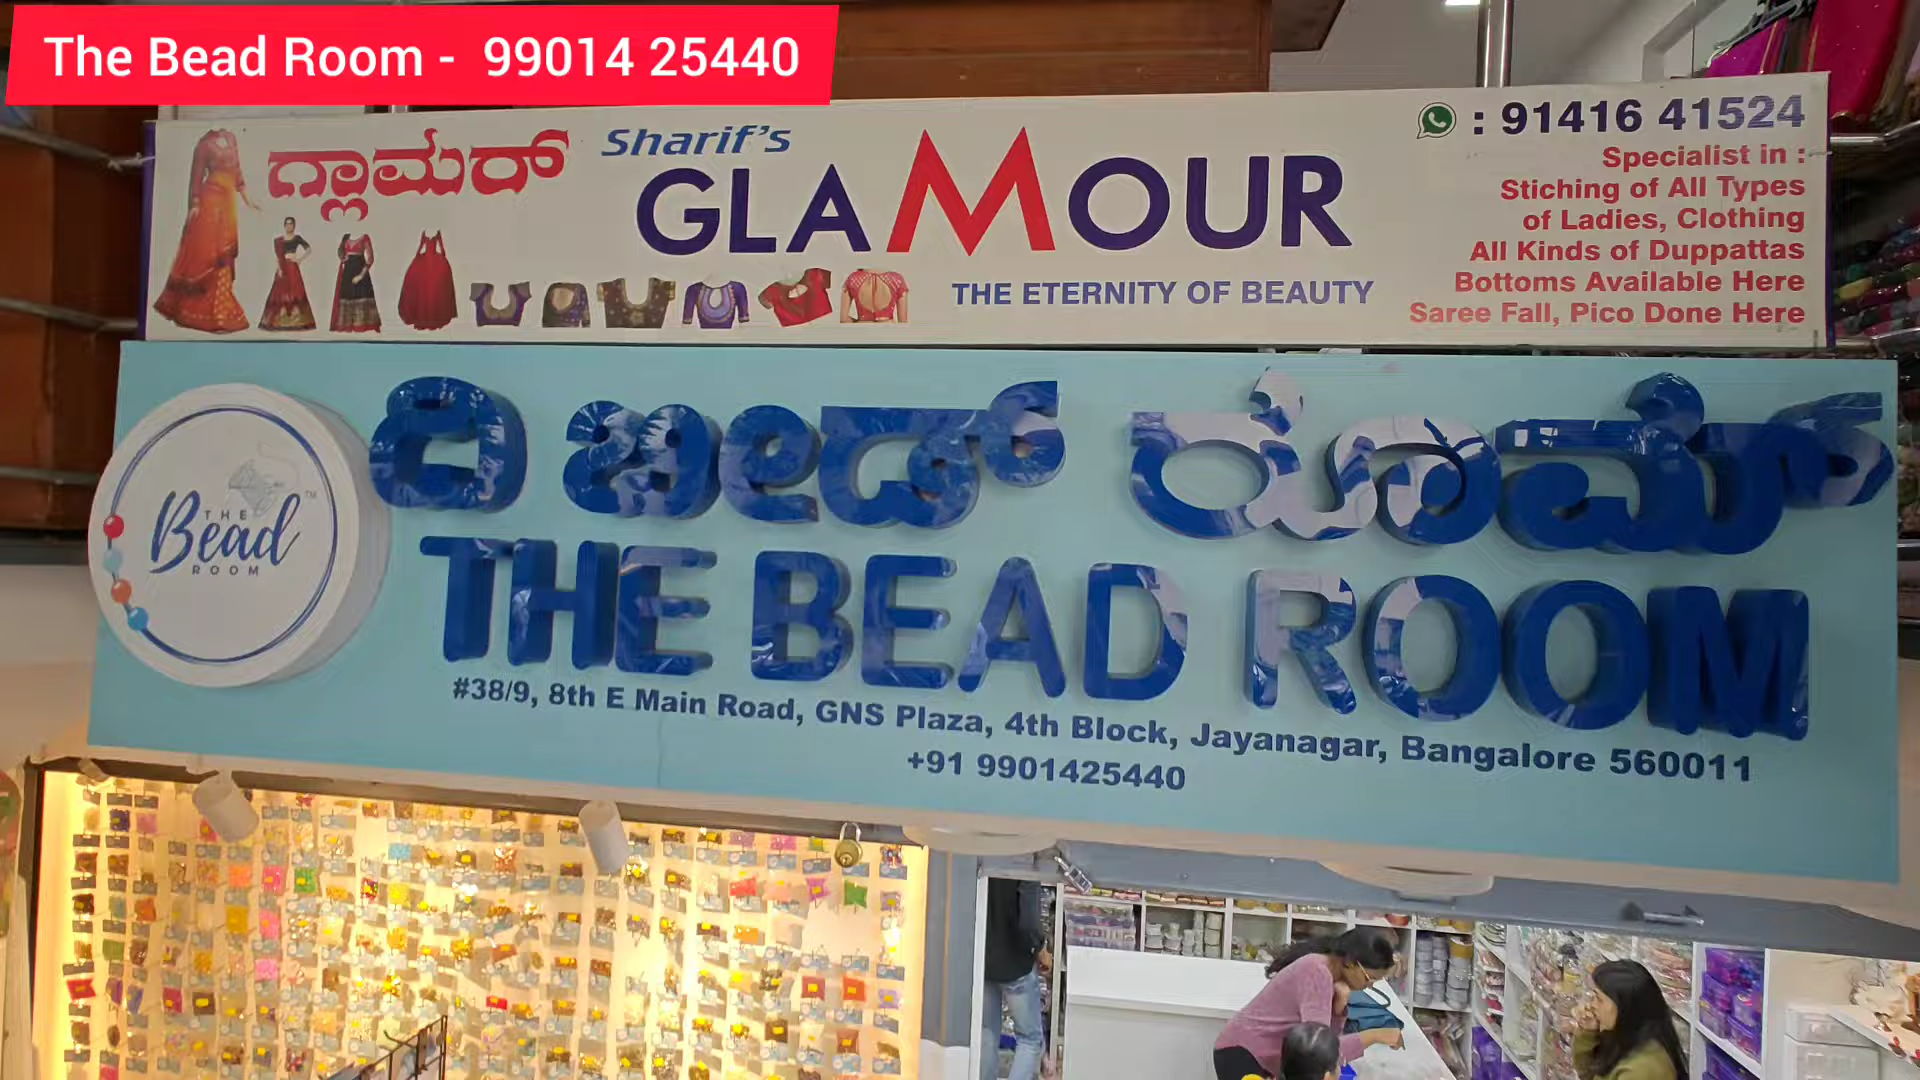 The Bead Room - 99014 25440
ಗ್ಲಾಮರ್
Sharif's
GLAMOUR
THE ETERNITY OF BEAUTY
: 91416 41524
Specialist in :
Stiching of All Types
of Ladies, Clothing
All Kinds of Duppattas
Bottoms Available Here
Saree Fall, Pico Done Here
THE
Bead
ROOM
TM
ದಿ ಬೀಡ್ ರೂಮ್
THE BEAD ROOM
#38/9, 8th E Main Road, GNS Plaza, 4th Block, Jayanagar, Bangalore 560011
+91 9901425440